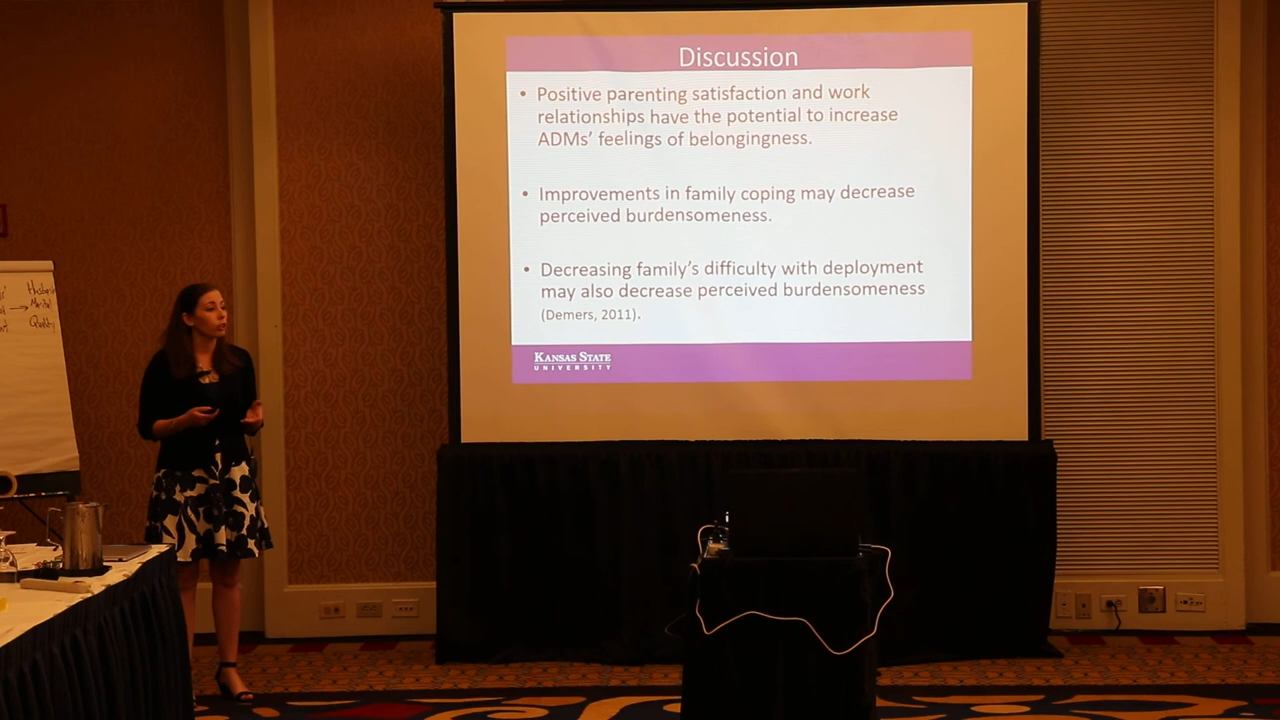 Discussion
• Positive parenting satisfaction and work
relationships have the potential to increase
ADMs' feelings of belongingness.
• Improvements in family coping may decrease
perceived burdensomeness.
• Decreasing family's difficulty with deployment
may also decrease perceived burdensomeness
(Demers, 2011).
KANSAS STATE
UNIVERSITY
→
Marital
Quality